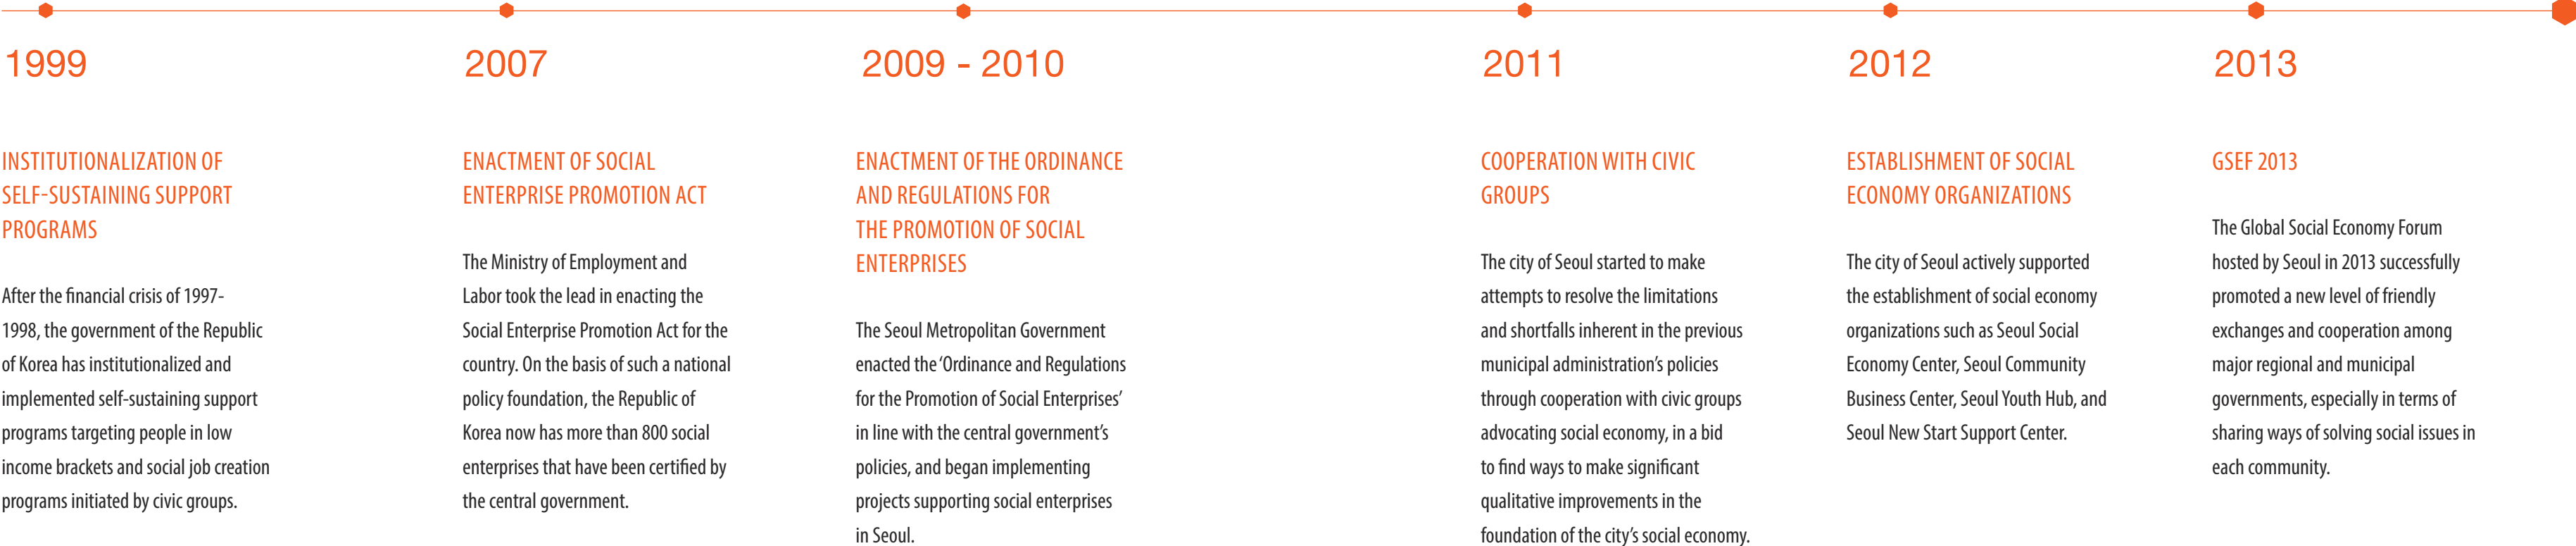 1999
INSTITUTIONALIZATION OF
SELF-SUSTAINING SUPPORT
PROGRAMS
After the financial crisis of 1997-
1998, the government of the Republic
of Korea has institutionalized and
implemented self-sustaining support
programs targeting people in low
income brackets and social job creation
programs initiated by civic groups.
2007
ENACTMENT OF SOCIAL
ENTERPRISE PROMOTION ACT
The Ministry of Employment and
Labor took the lead in enacting the
Social Enterprise Promotion Act for the
country. On the basis of such a national
policy foundation, the Republic of
Korea now has more than 800 social
enterprises that have been certified by
the central government.
2009 - 2010
ENACTMENT OF THE ORDINANCE
AND REGULATIONS FOR
THE PROMOTION OF SOCIAL
ENTERPRISES
The Seoul Metropolitan Government
enacted the ‘Ordinance and Regulations
for the Promotion of Social Enterprises’
in line with the central government’s
policies, and began implementing
projects supporting social enterprises
in Seoul.
2011
COOPERATION WITH CIVIC
GROUPS
The city of Seoul started to make
attempts to resolve the limitations
and shortfalls inherent in the previous
municipal administration’s policies
through cooperation with civic groups
advocating social economy, in a bid
to find ways to make significant
qualitative improvements in the
foundation of the city’s social economy.
2012
ESTABLISHMENT OF SOCIAL
ECONOMY ORGANIZATIONS
The city of Seoul actively supported
the establishment of social economy
organizations such as Seoul Social
Economy Center, Seoul Community
Business Center, Seoul Youth Hub, and
Seoul New Start Support Center.
2013
GSEF 2013
The Global Social Economy Forum
hosted by Seoul in 2013 successfully
promoted a new level of friendly
exchanges and cooperation among
major regional and municipal
governments, especially in terms of
sharing ways of solving social issues in
each community.